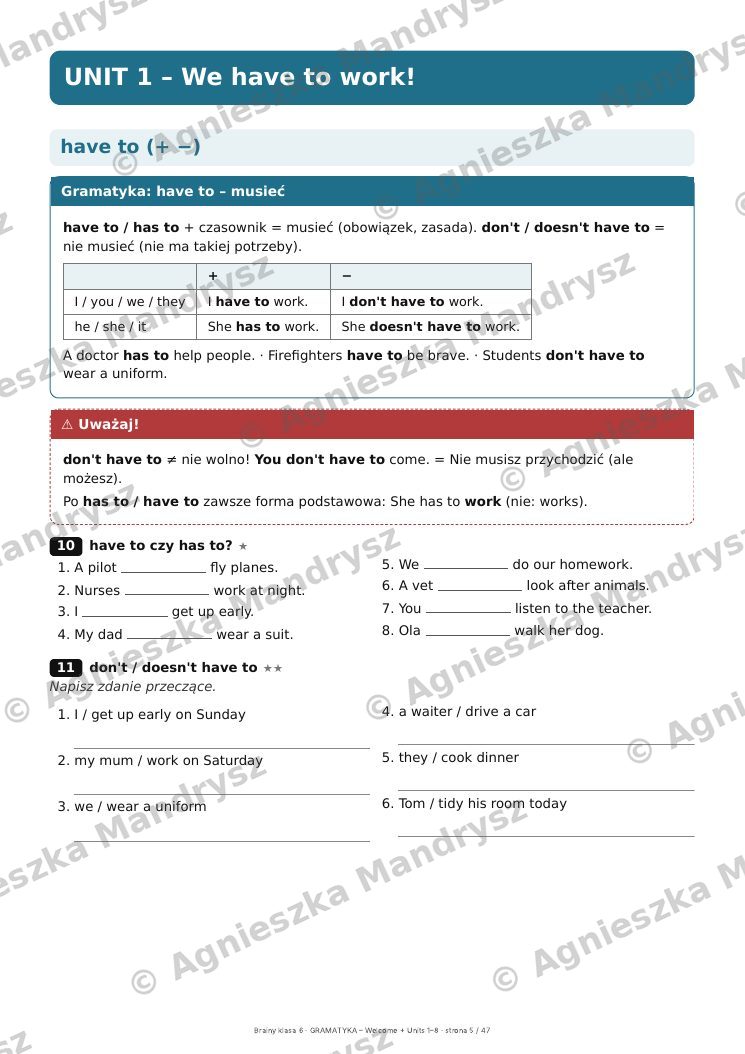 UNIT 1 – We have to work!
have to (+ −)
Gramatyka: have to – musieć
have to / has to + czasownik = musieć (obowiązek, zasada). don't / doesn't have to =
nie musieć (nie ma takiej potrzeby).
+ −
I / you / we / they I have to work. I don't have to work.
he / she / it She has to work. She doesn't have to work.
A doctor has to help people. · Firefighters have to be brave. · Students don't have to
wear a uniform.
⚠ Uważaj!
don't have to ≠ nie wolno! You don't have to come. = Nie musisz przychodzić (ale
możesz).
Po has to / have to zawsze forma podstawowa: She has to work (nie: works).
10 have to czy has to? ★
1. A pilot ____________ fly planes.
2. Nurses ____________ work at night.
3. I ____________ get up early.
4. My dad ____________ wear a suit.
5. We ____________ do our homework.
6. A vet ____________ look after animals.
7. You ____________ listen to the teacher.
8. Ola ____________ walk her dog.
11 don't / doesn't have to ★★
Napisz zdanie przeczące.
1. I / get up early on Sunday
2. my mum / work on Saturday
3. we / wear a uniform
4. a waiter / drive a car
5. they / cook dinner
6. Tom / tidy his room today
Brainy klasa 6 · GRAMATYKA – Welcome + Units 1–8 · strona 5 / 47
© Agnieszka Mandrysz